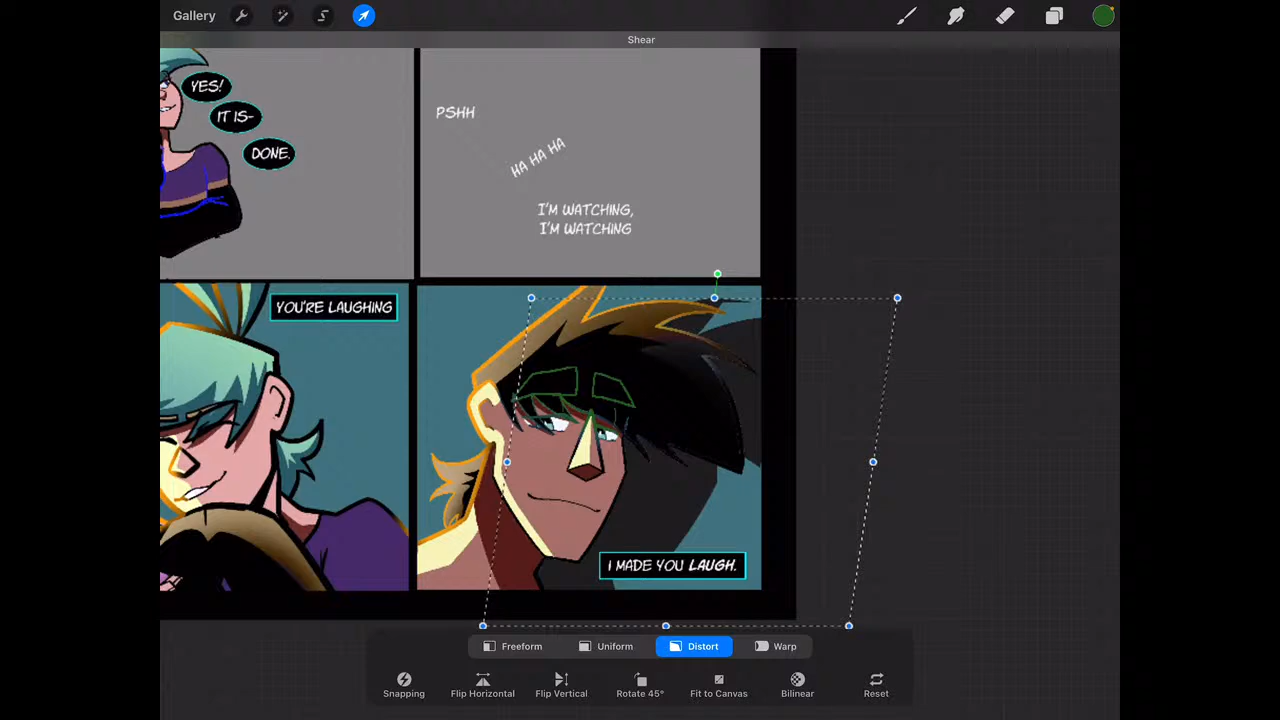 Gallery
Shear
YES!
IT IS-
DONE.
PSHH
HA HA HA
I'M WATCHING,
I'M WATCHING
YOU'RE LAUGHING
I MADE YOU LAUGH.
Freeform
Uniform
Distort
Warp
Snapping
Flip Horizontal
Flip Vertical
Rotate 45°
Fit to Canvas
Bilinear
Reset